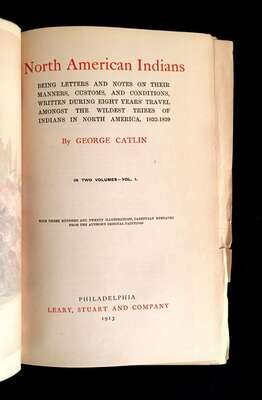 North American Indians
BEING LETTERS AND NOTES ON THEIR
MANNERS, CUSTOMS, AND CONDITIONS,
WRITTEN DURING EIGHT YEARS' TRAVEL
AMONGST THE WILDEST TRIBES OF
INDIANS IN NORTH AMERICA, 1832-1839
By GEORGE CATLIN
IN TWO VOLUMES—VOL. I.
WITH THREE HUNDRED AND TWENTY ILLUSTRATIONS, CAREFULLY ENGRAVED
FROM THE AUTHOR'S ORIGINAL PAINTINGS
PHILADELPHIA
LEARY, STUART AND COMPANY
1913